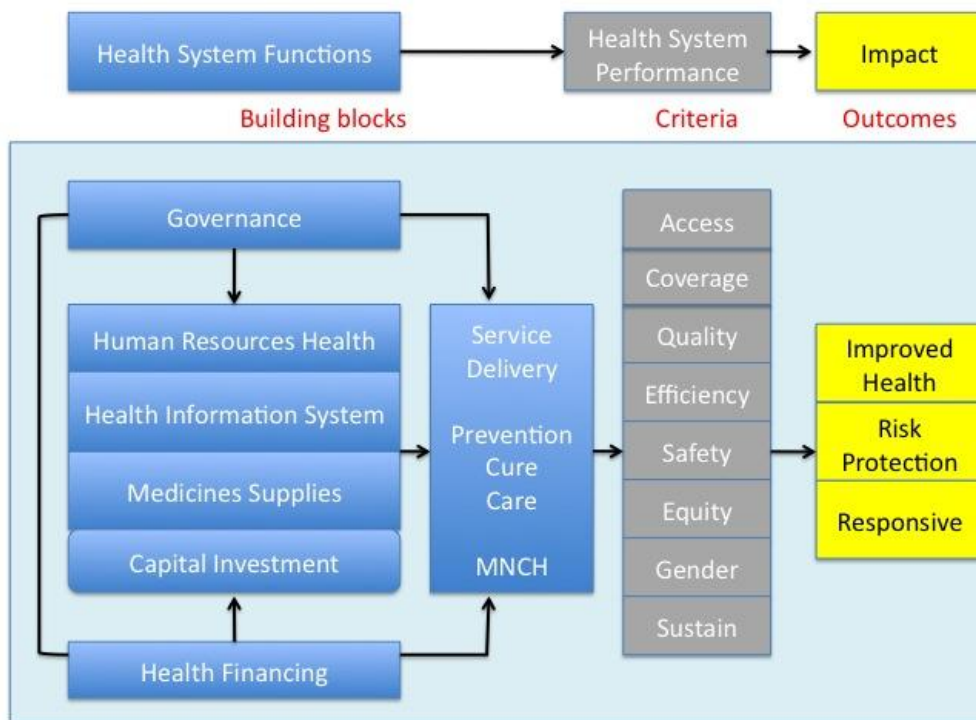 Health System Functions
Health System
Performance
Impact
Building blocks
Criteria
Outcomes
Governance
Human Resources Health
Health Information System
Medicines Supplies
Capital Investment
Health Financing
Service
Delivery
Prevention
Cure
Care
MNCH
Access
Coverage
Quality
Efficiency
Safety
Equity
Gender
Sustain
Improved
Health
Risk
Protection
Responsive